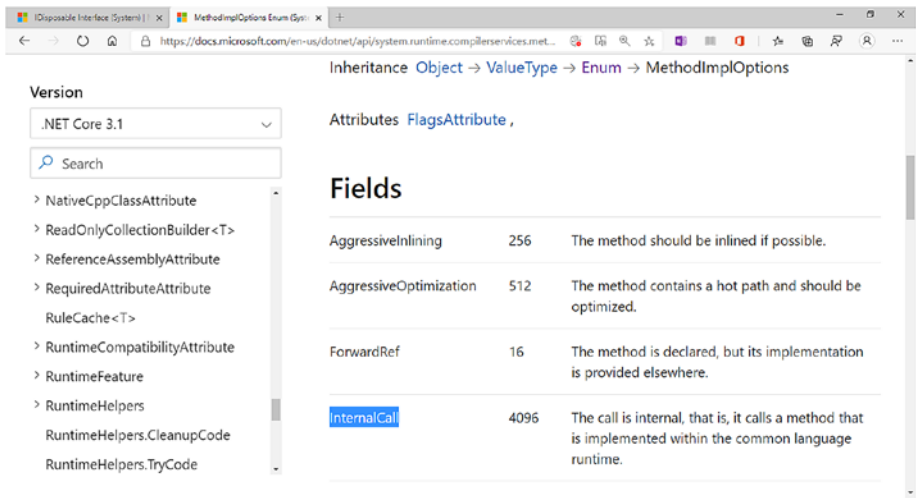 IDisposable Interface (System) |
MethodImplOptions Enum (Syst
https://docs.microsoft.com/en-us/dotnet/api/system.runtime.compilerservices.met...
Inheritance Object → ValueType → Enum → MethodImplOptions
Version
.NET Core 3.1
Attributes FlagsAttribute ,
Search
Fields
> NativeCppClassAttribute
> ReadOnlyCollectionBuilder<T>
> ReferenceAssemblyAttribute
> RequiredAttributeAttribute
RuleCache<T>
> RuntimeCompatibilityAttribute
> RuntimeFeature
> RuntimeHelpers
RuntimeHelpers.CleanupCode
RuntimeHelpers.TryCode
AggressiveInlining 256 The method should be inlined if possible.
AggressiveOptimization 512 The method contains a hot path and should be
optimized.
ForwardRef 16 The method is declared, but its implementation
is provided elsewhere.
InternalCall 4096 The call is internal, that is, it calls a method that
is implemented within the common language
runtime.